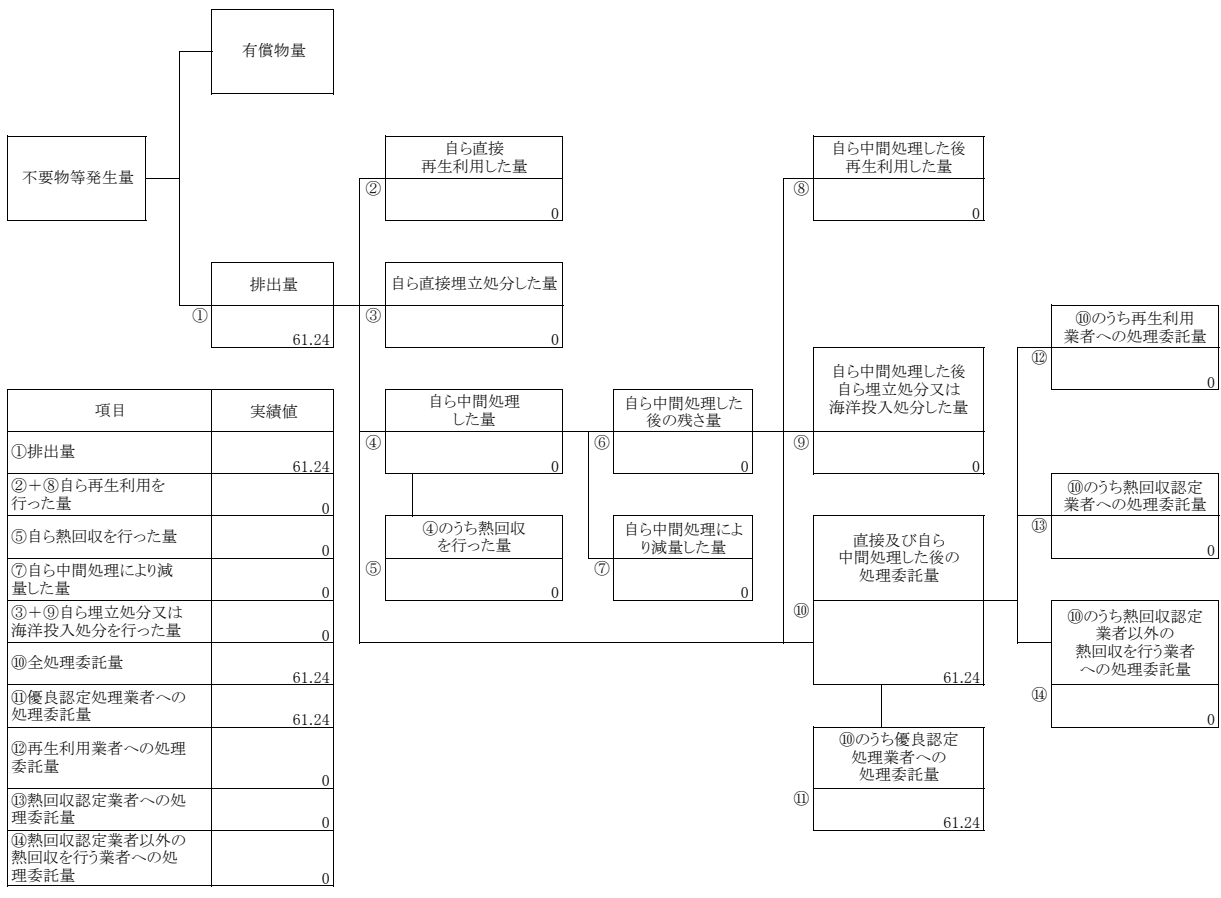 有償物量
不要物等発生量
排出量
①
61.24
自ら直接
再生利用した量
②
0
自ら直接埋立処分した量
③
0
自ら中間処理
した量
④
0
④のうち熱回収
を行った量
⑤
0
自ら中間処理した
後の残さ量
⑥
0
自ら中間処理によ
り減量した量
⑦
0
自ら中間処理した後
再生利用した量
⑧
0
自ら中間処理した後
自ら埋立処分又は
海洋投入処分した量
⑨
0
直接及び自ら
中間処理した後の
処理委託量
⑩
61.24
⑩のうち優良認定
処理業者への
処理委託量
⑪
61.24
⑩のうち再生利用
業者への処理委託量
⑫
0
⑩のうち熱回収認定
業者への処理委託量
⑬
0
⑩のうち熱回収認定
業者以外の
熱回収を行う業者
への処理委託量
⑭
0
項目 実績値
①排出量
61.24
②＋⑧自ら再生利用を
行った量
0
⑤自ら熱回収を行った量
0
⑦自ら中間処理により減
量した量
0
③＋⑨自ら埋立処分又は
海洋投入処分を行った量
0
⑩全処理委託量
61.24
⑪優良認定処理業者への
処理委託量
61.24
⑫再生利用業者への処理
委託量
0
⑬熱回収認定業者への処
理委託量
0
⑭熱回収認定業者以外の
熱回収を行う業者への処
理委託量
0